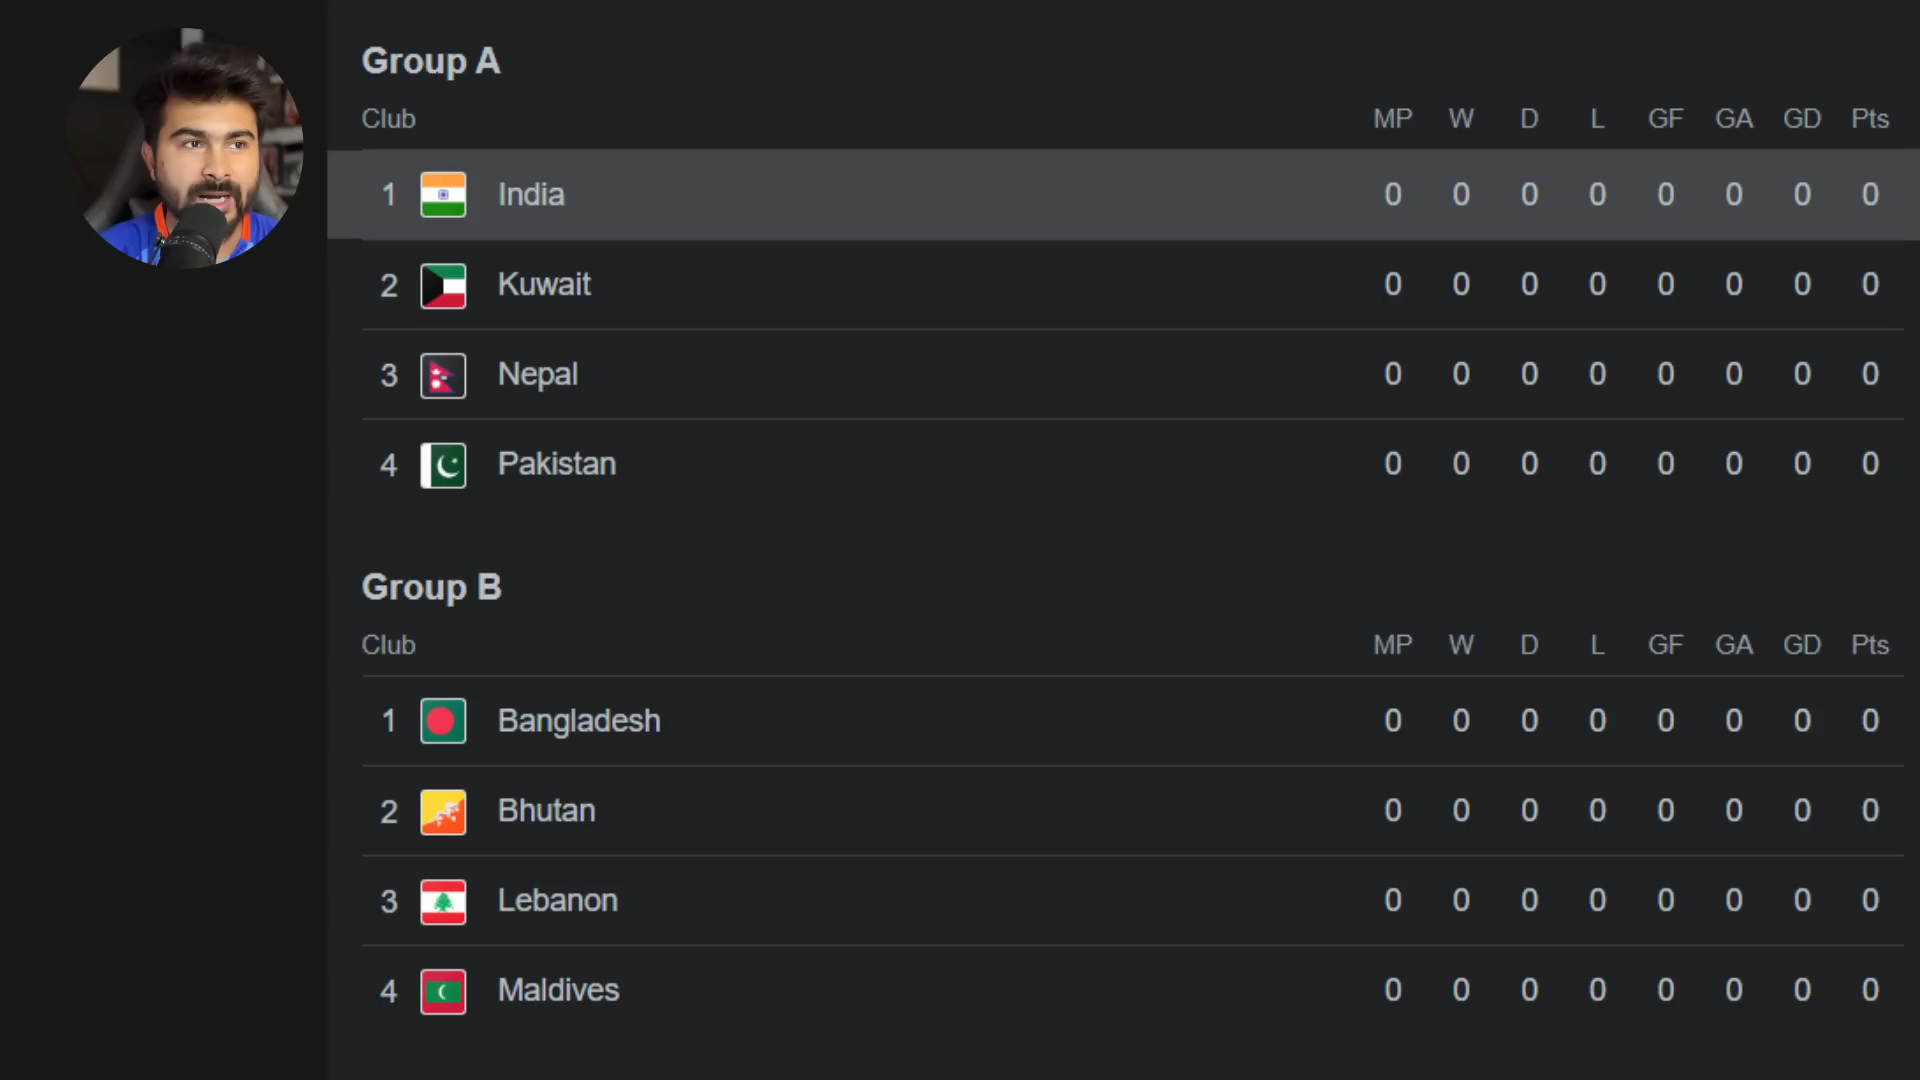 Group A
Club MP W D L GF GA GD Pts
1 India 0 0 0 0 0 0 0 0
2 Kuwait 0 0 0 0 0 0 0 0
3 Nepal 0 0 0 0 0 0 0 0
4 Pakistan 0 0 0 0 0 0 0 0
Group B
Club MP W D L GF GA GD Pts
1 Bangladesh 0 0 0 0 0 0 0 0
2 Bhutan 0 0 0 0 0 0 0 0
3 Lebanon 0 0 0 0 0 0 0 0
4 Maldives 0 0 0 0 0 0 0 0